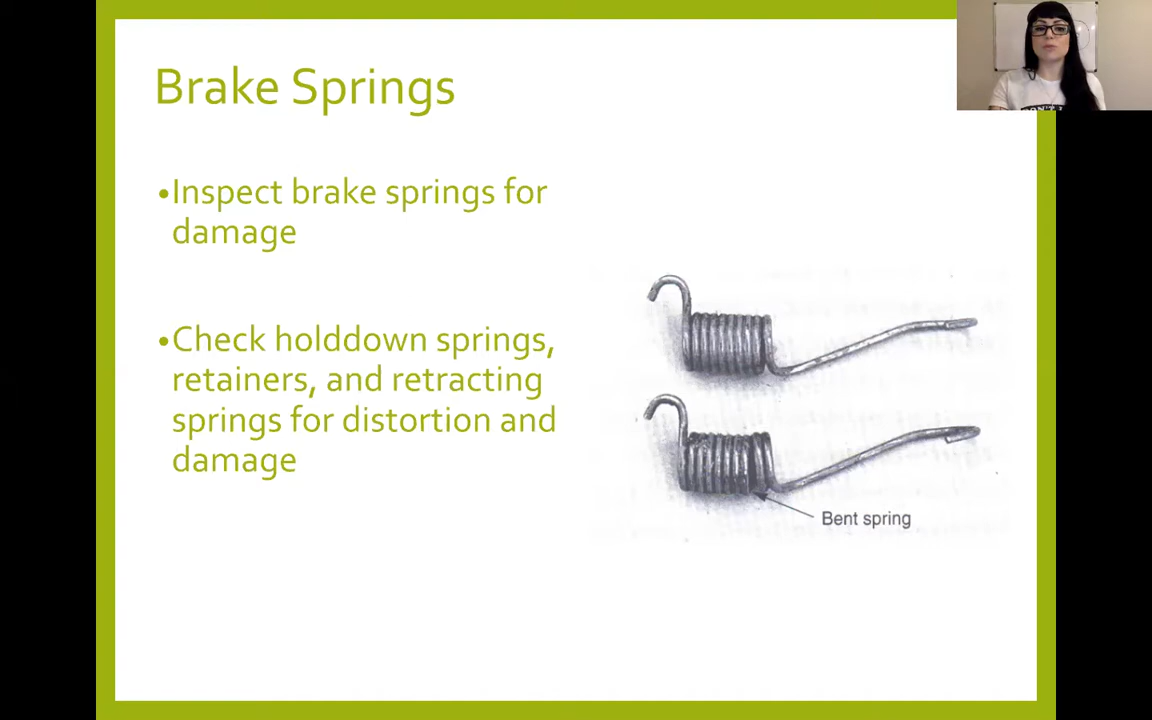 Brake Springs
•Inspect brake springs for
damage
•Check holddown springs,
retainers, and retracting
springs for distortion and
damage
Bent spring